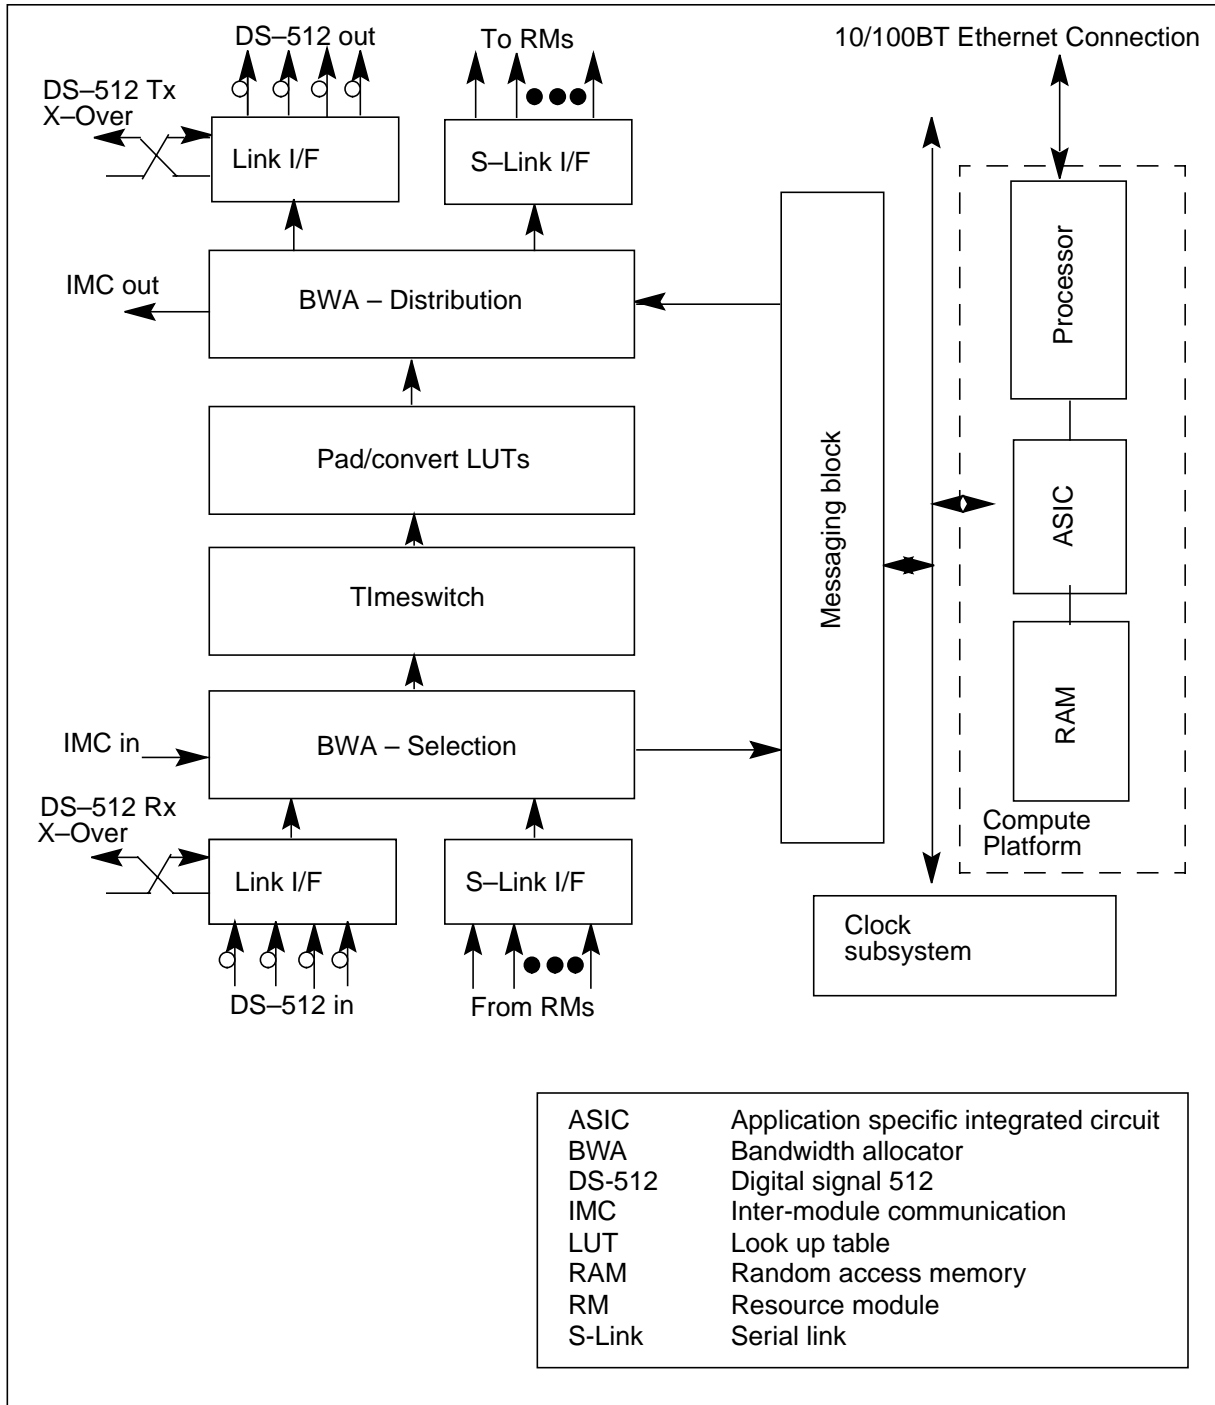 DS–512 out
To RMs
10/100BT Ethernet Connection
DS–512 Tx
X–Over
Link I/F
S–Link I/F
Processor
IMC out
BWA – Distribution
Pad/convert LUTs
Messaging block
ASIC
TImeswitch
RAM
IMC in
BWA – Selection
DS–512 Rx
X–Over
Compute
Platform
Link I/F
S–Link I/F
Clock
subsystem
DS–512 in
From RMs
ASIC Application specific integrated circuit
BWA Bandwidth allocator
DS-512 Digital signal 512
IMC Inter-module communication
LUT Look up table
RAM Random access memory
RM Resource module
S-Link Serial link